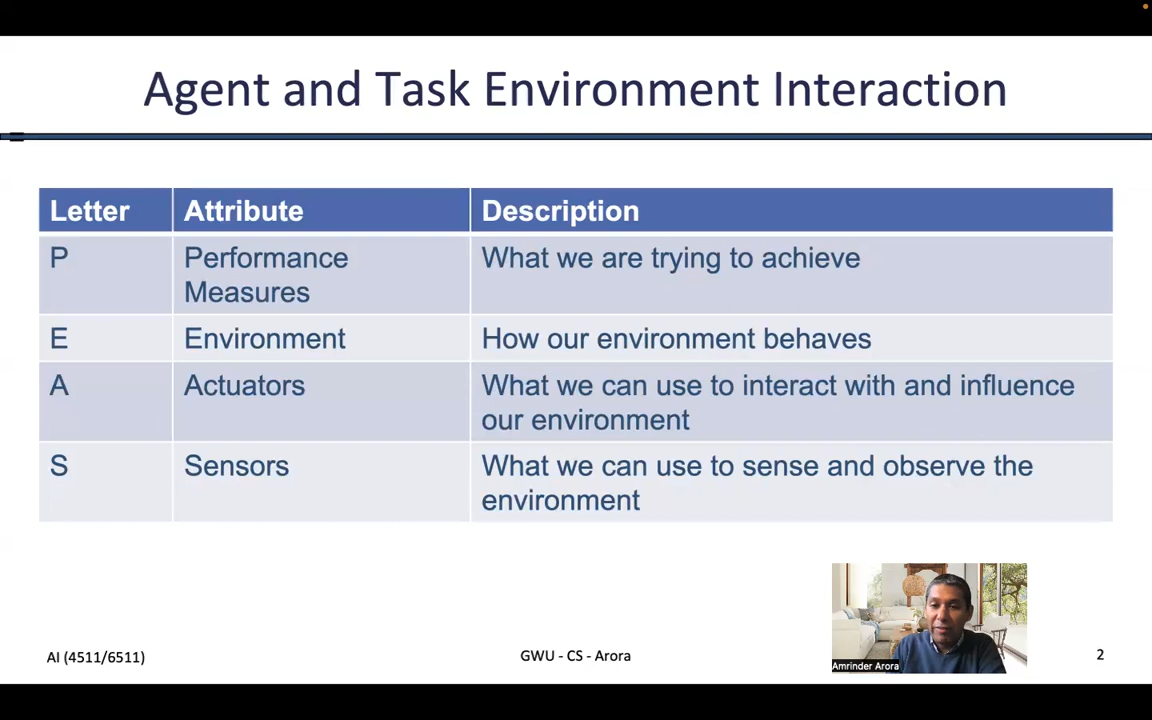 Agent and Task Environment Interaction
Letter Attribute Description
P Performance What we are trying to achieve
Measures
E Environment How our environment behaves
A Actuators What we can use to interact with and influence
our environment
S Sensors What we can use to sense and observe the
environment
Amrinder Arora
AI (4511/6511) GWU - CS - Arora 2